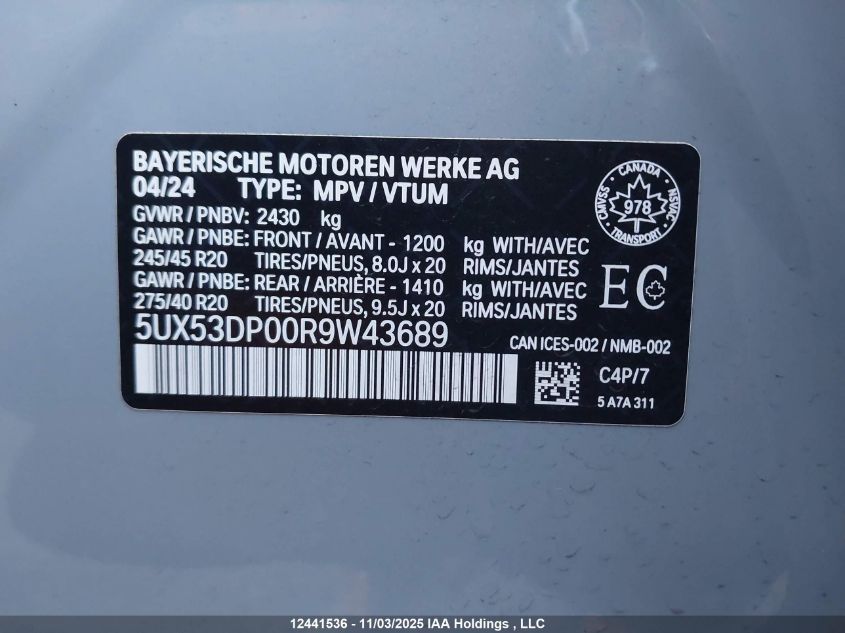 BAYERISCHE MOTOREN WERKE AG
04/24 TYPE: MPV / VTUM
GVWR / PNBV: 2430 kg
GAWR / PNBE: FRONT / AVANT - 1200 kg WITH/AVEC
245/45 R20 TIRES/PNEUS, 8.0J x 20 RIMS/JANTES
GAWR / PNBE: REAR / ARRIÈRE - 1410 kg WITH/AVEC
275/40 R20 TIRES/PNEUS, 9.5J x 20 RIMS/JANTES
5UX53DP00R9W43689
CANADA
CMVSS 978 NSVAC
TRANSPORT
EC
CAN ICES-002 / NMB-002
C4P/7
5 A7A 311
12441536 - 11/03/2025 IAA Holdings , LLC